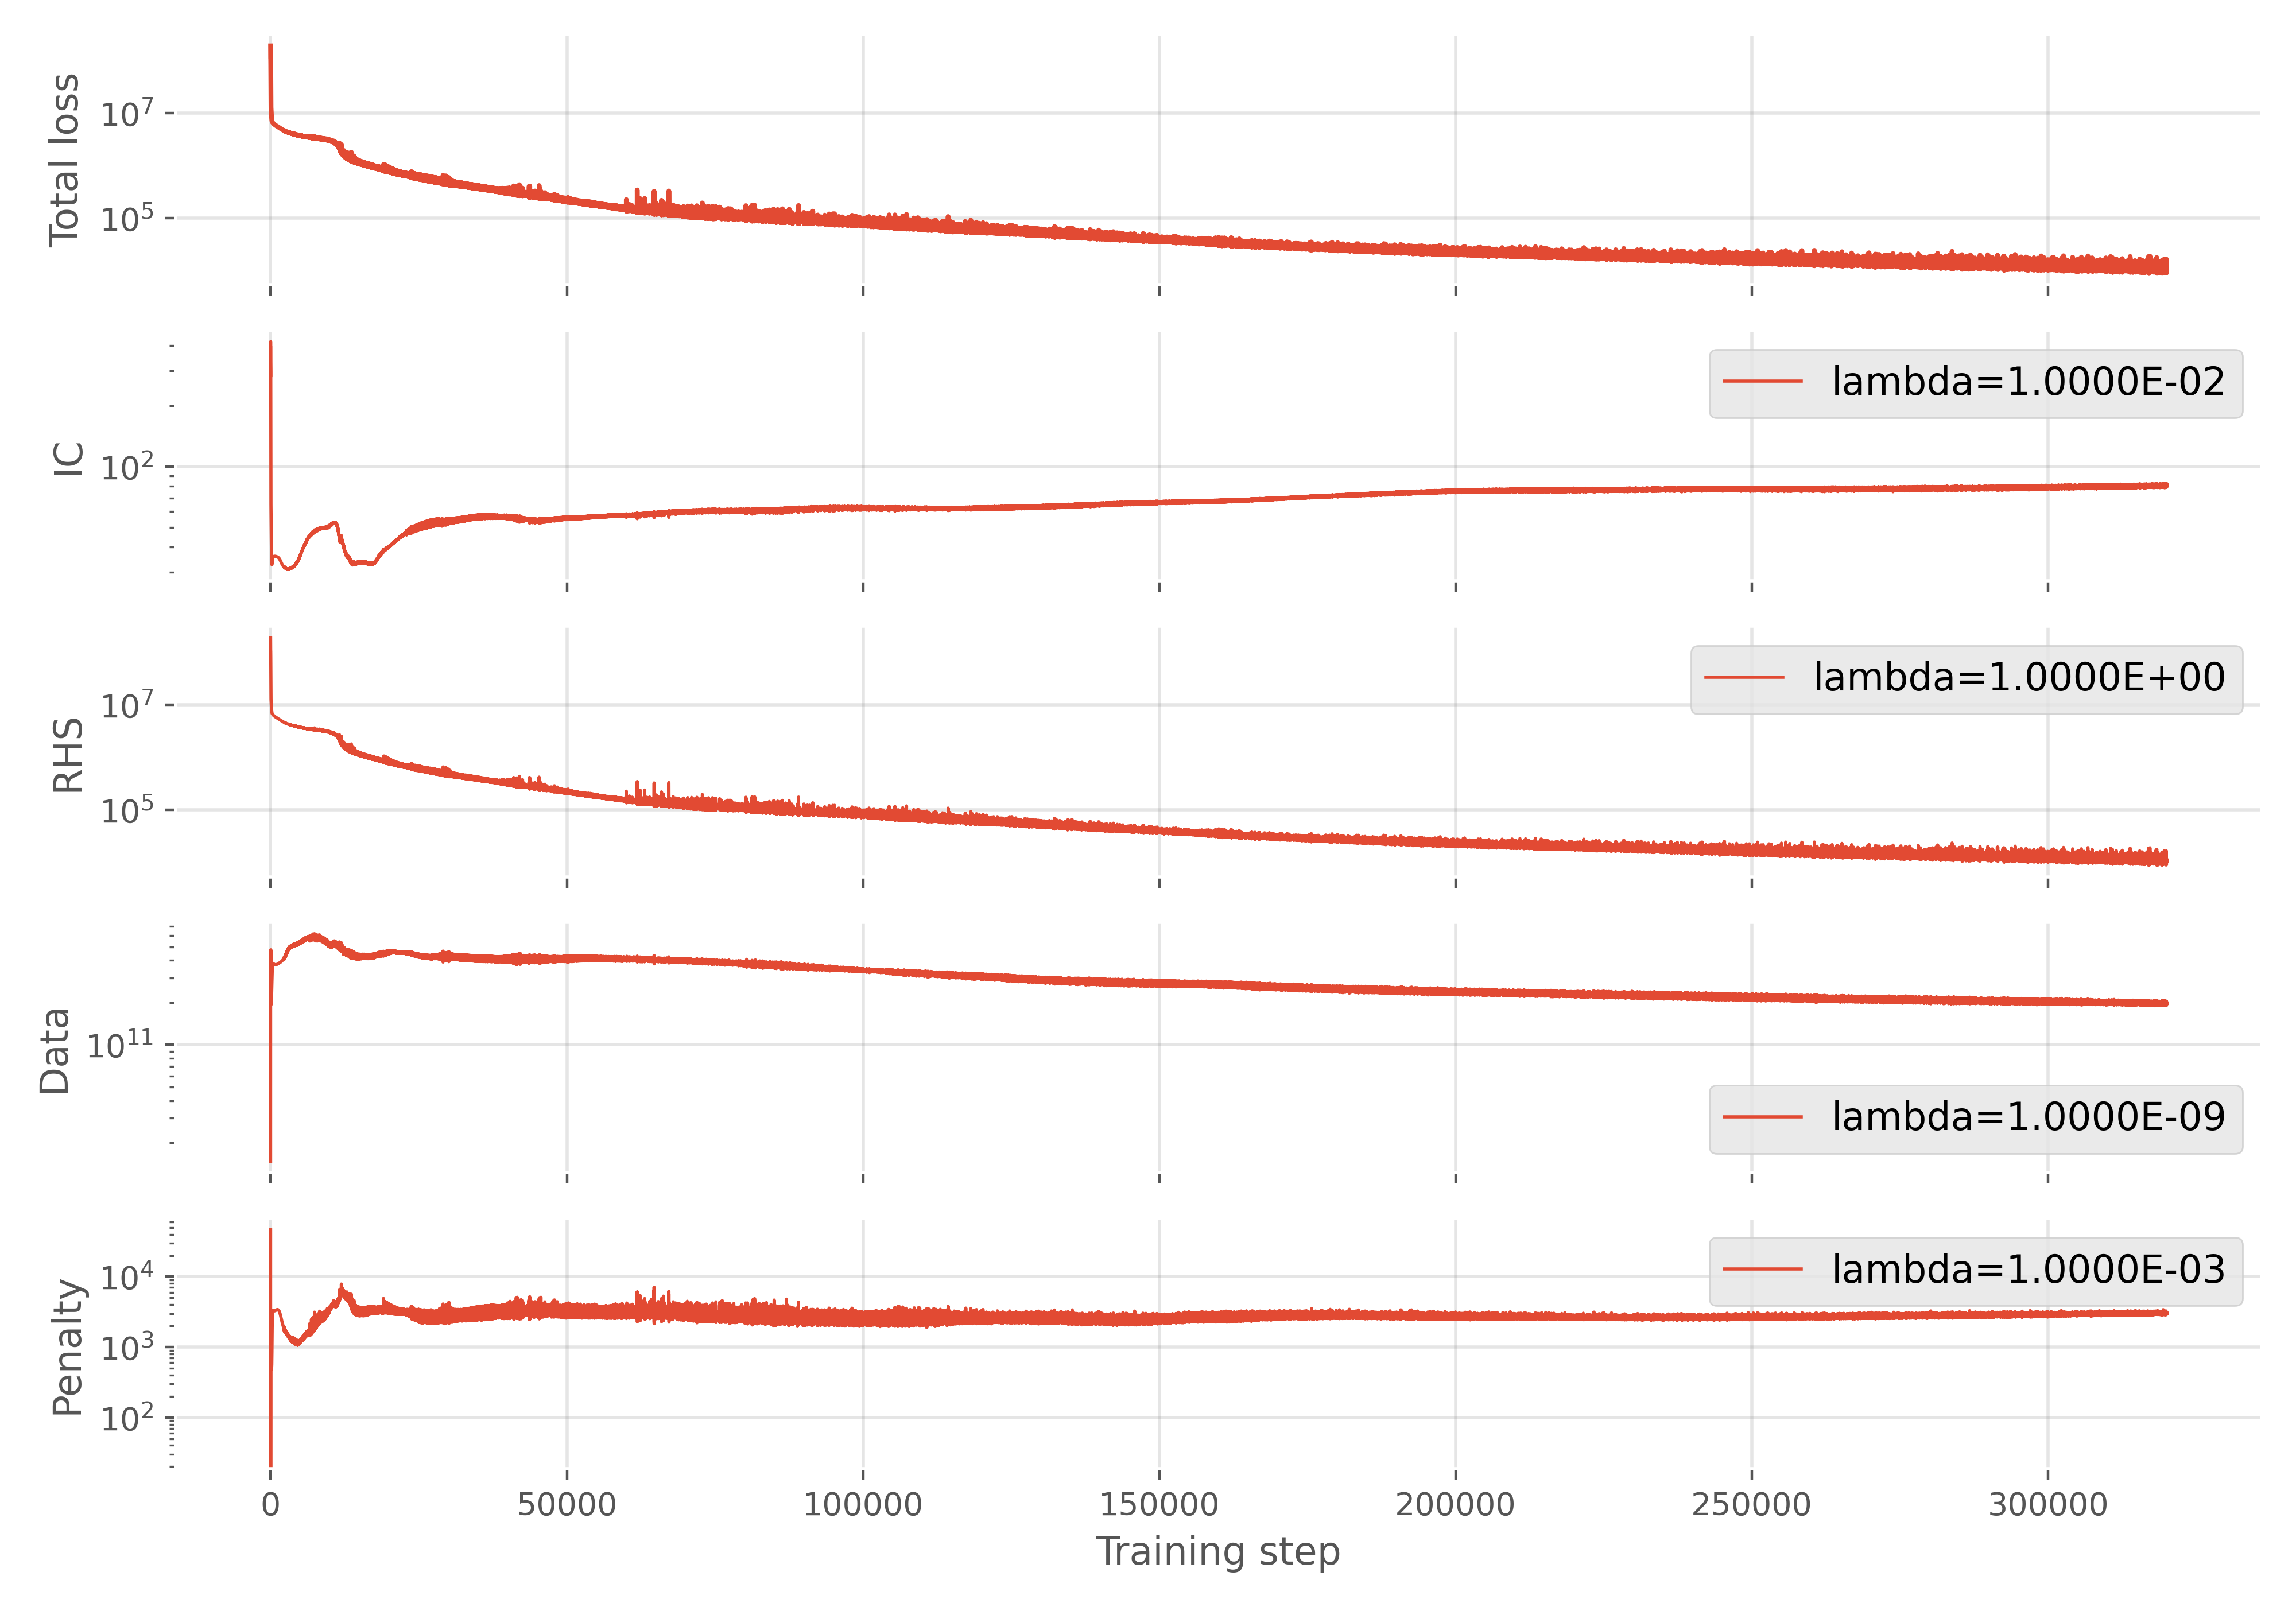 Total loss
10^7
10^5
IC
10^2
lambda=1.0000E-02
RHS
10^7
10^5
lambda=1.0000E+00
Data
10^11
lambda=1.0000E-09
Penalty
10^4
10^3
10^2
lambda=1.0000E-03
0 50000 100000 150000 200000 250000 300000
Training step